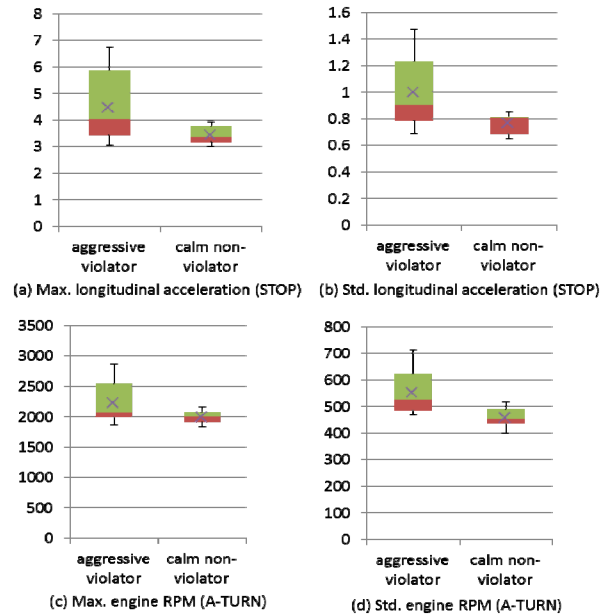 8
7
6
5
4
3
2
1
0
aggressive violator
calm non-violator
(a) Max. longitudinal acceleration (STOP)
1.6
1.4
1.2
1
0.8
0.6
0.4
0.2
0
aggressive violator
calm non-violator
(b) Std. longitudinal acceleration (STOP)
3500
3000
2500
2000
1500
1000
500
0
aggressive violator
calm non-violator
(c) Max. engine RPM (A-TURN)
800
700
600
500
400
300
200
100
0
aggressive violator
calm non-violator
(d) Std. engine RPM (A-TURN)